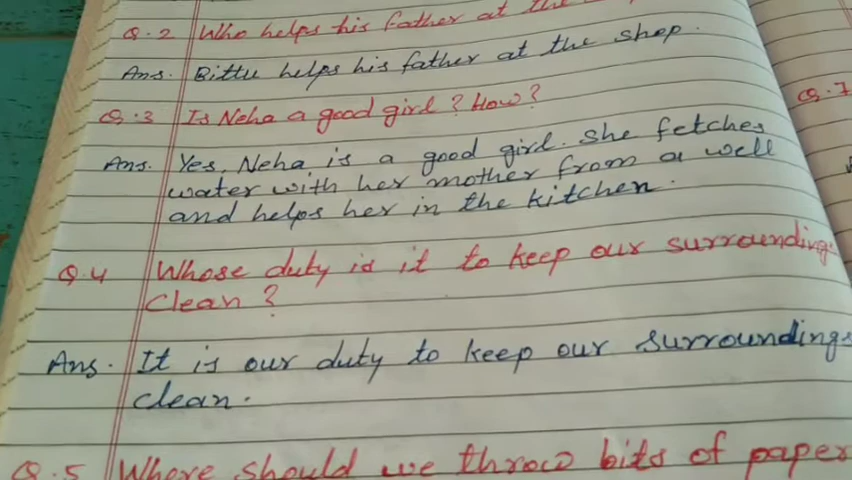 Q.2 Who helps his father at the
Ans. Bittu helps his father at the shop.
Q.3 Is Neha a good girl? How?
Q.7
Ans. Yes, Neha is a good girl. She fetches
water with her mother from a well
and helps her in the kitchen.
Q.4 Whose duty is it to keep our surroundings
clean?
Ans. It is our duty to keep our surroundings
clean.
Q.5 Where should we throw bits of paper